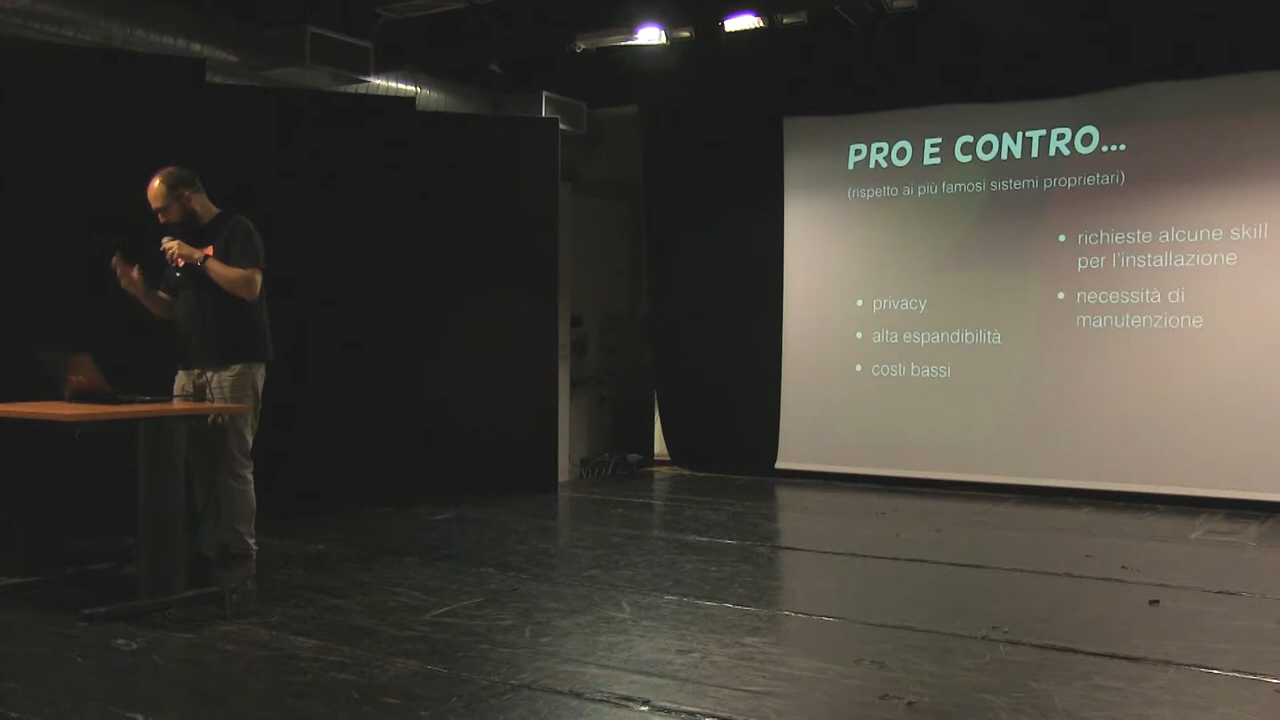 PRO E CONTRO...
(rispetto ai più famosi sistemi proprietari)
• privacy
• alta espandibilità
• costi bassi
• richieste alcune skill
per l'installazione
• necessità di
manutenzione